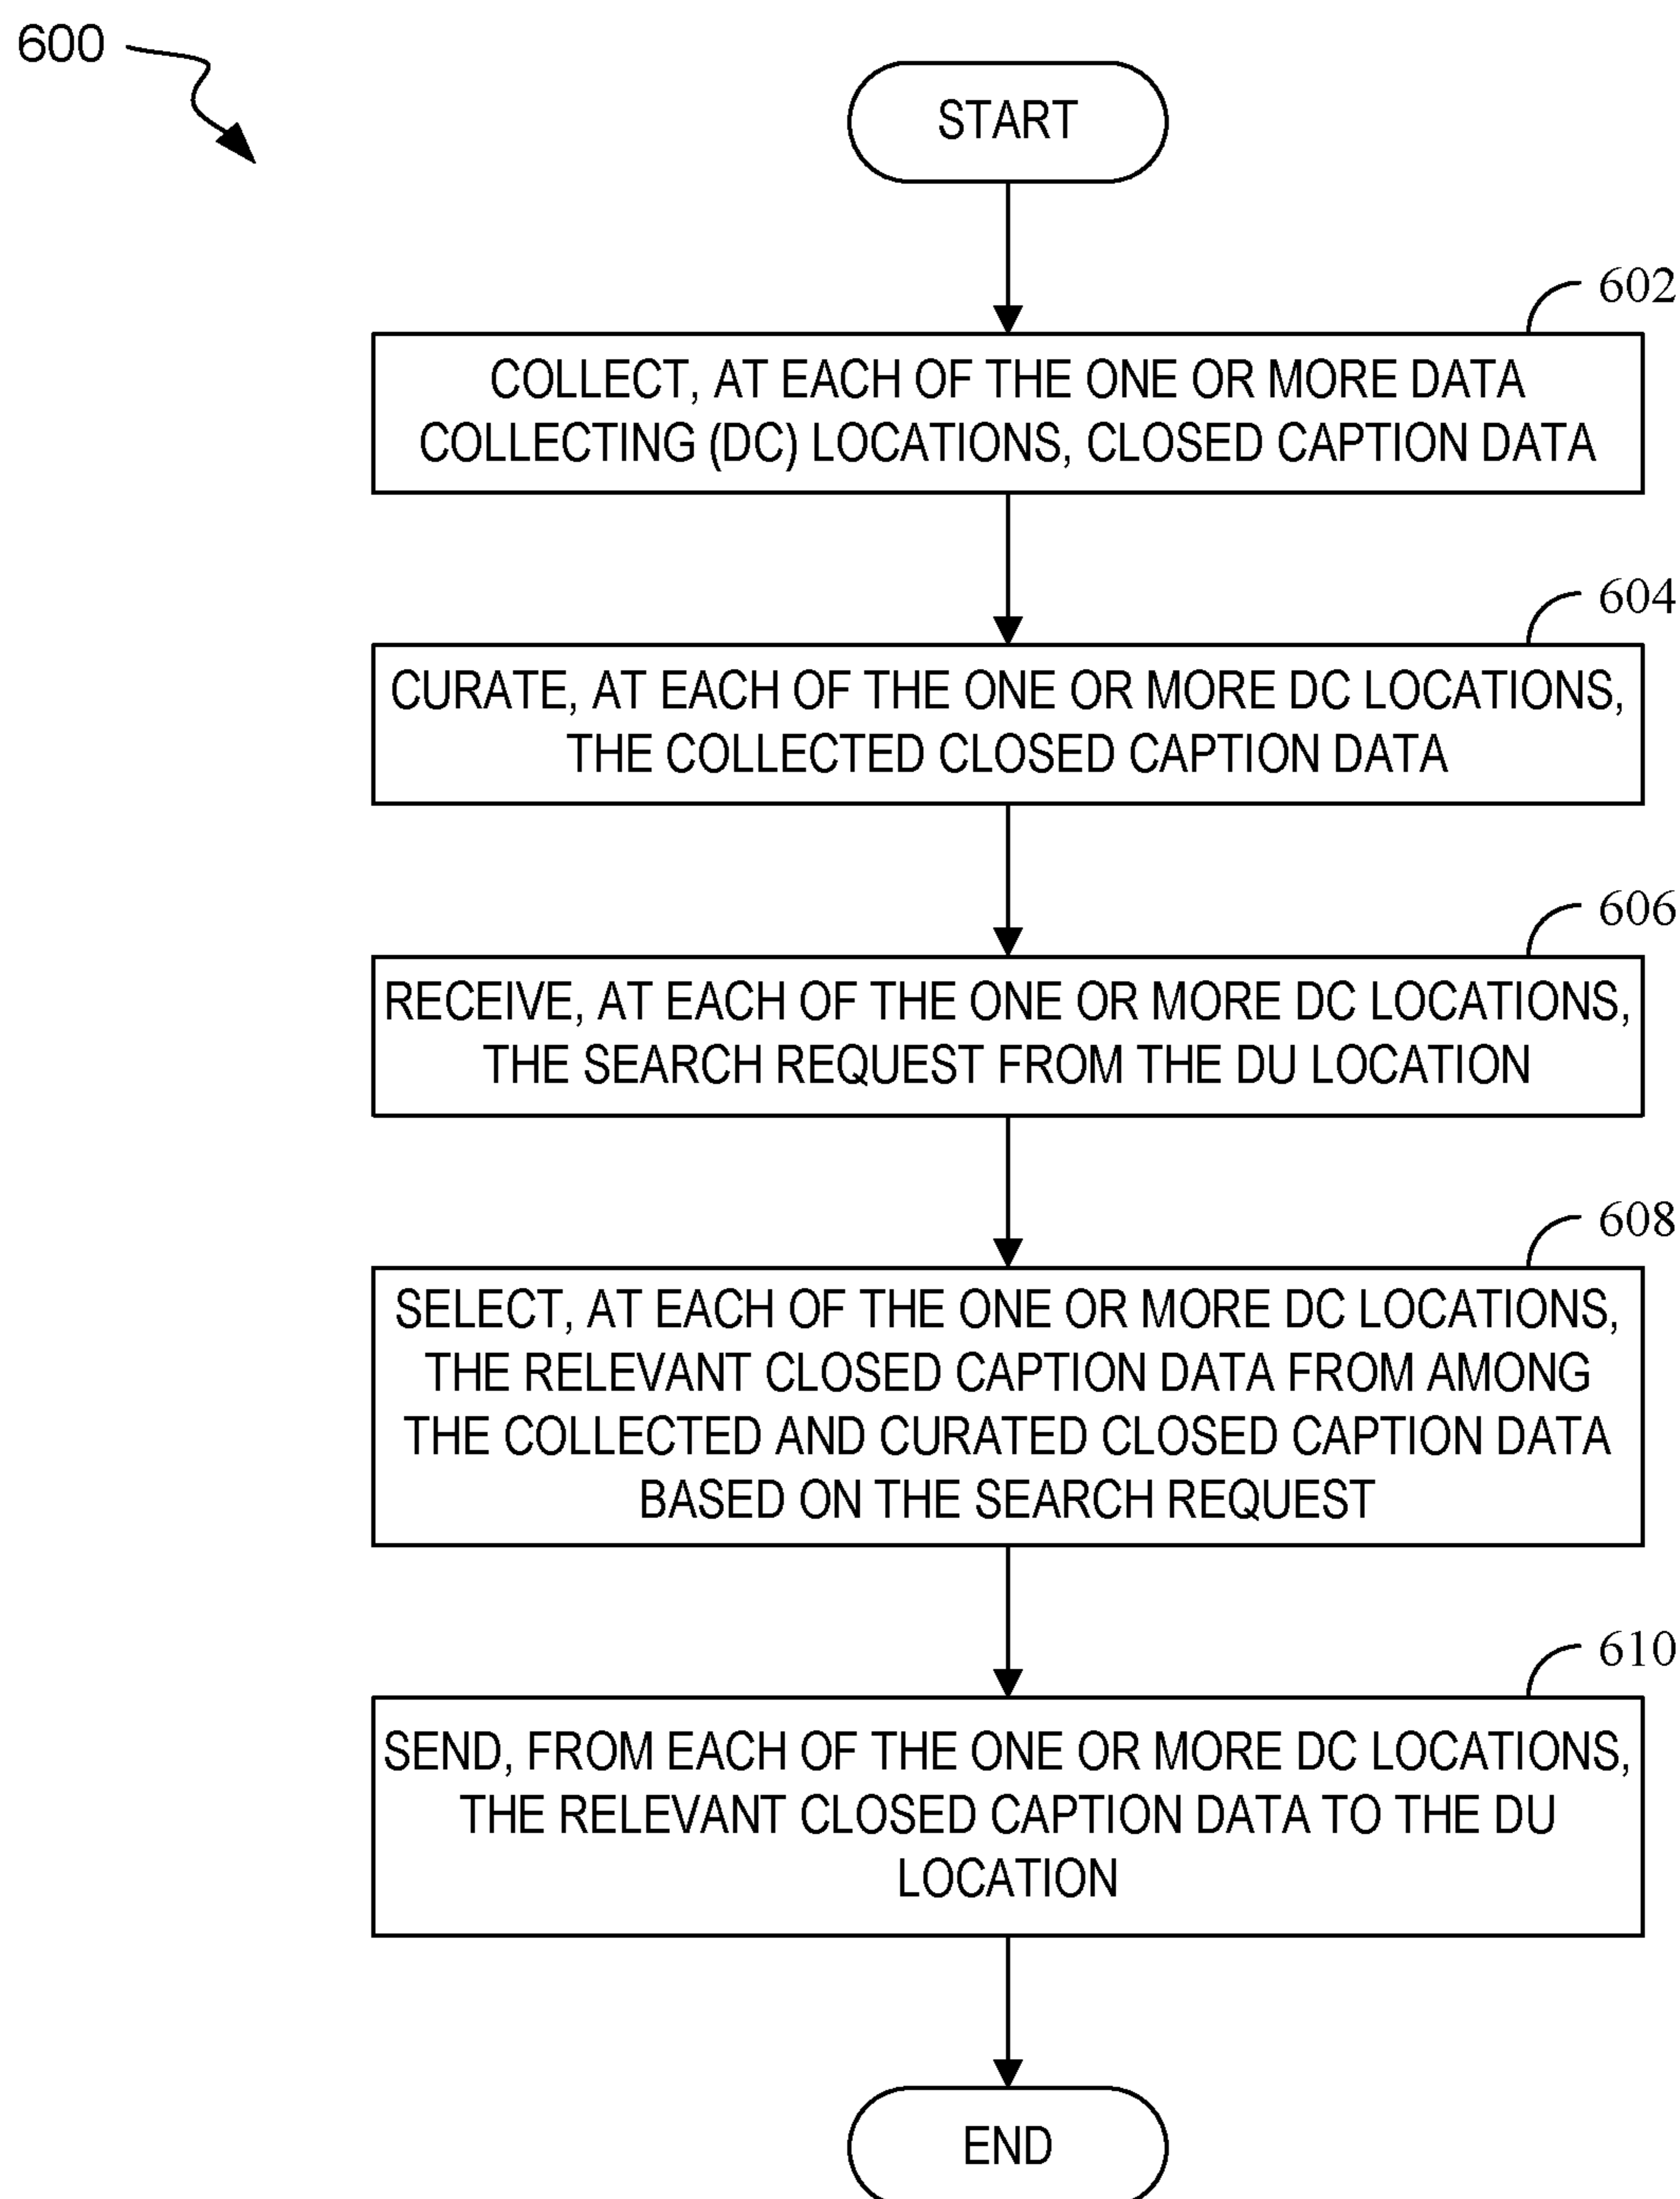 600
START
602
COLLECT, AT EACH OF THE ONE OR MORE DATA
COLLECTING (DC) LOCATIONS, CLOSED CAPTION DATA
604
CURATE, AT EACH OF THE ONE OR MORE DC LOCATIONS,
THE COLLECTED CLOSED CAPTION DATA
606
RECEIVE, AT EACH OF THE ONE OR MORE DC LOCATIONS,
THE SEARCH REQUEST FROM THE DU LOCATION
608
SELECT, AT EACH OF THE ONE OR MORE DC LOCATIONS,
THE RELEVANT CLOSED CAPTION DATA FROM AMONG
THE COLLECTED AND CURATED CLOSED CAPTION DATA
BASED ON THE SEARCH REQUEST
610
SEND, FROM EACH OF THE ONE OR MORE DC LOCATIONS,
THE RELEVANT CLOSED CAPTION DATA TO THE DU
LOCATION
END